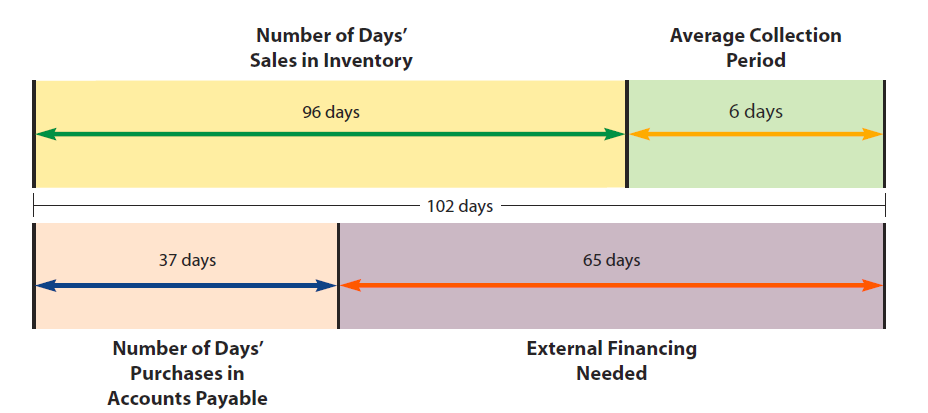 Number of Days’
Sales in Inventory
Average Collection
Period
96 days
6 days
102 days
37 days
65 days
Number of Days’
Purchases in
Accounts Payable
External Financing
Needed